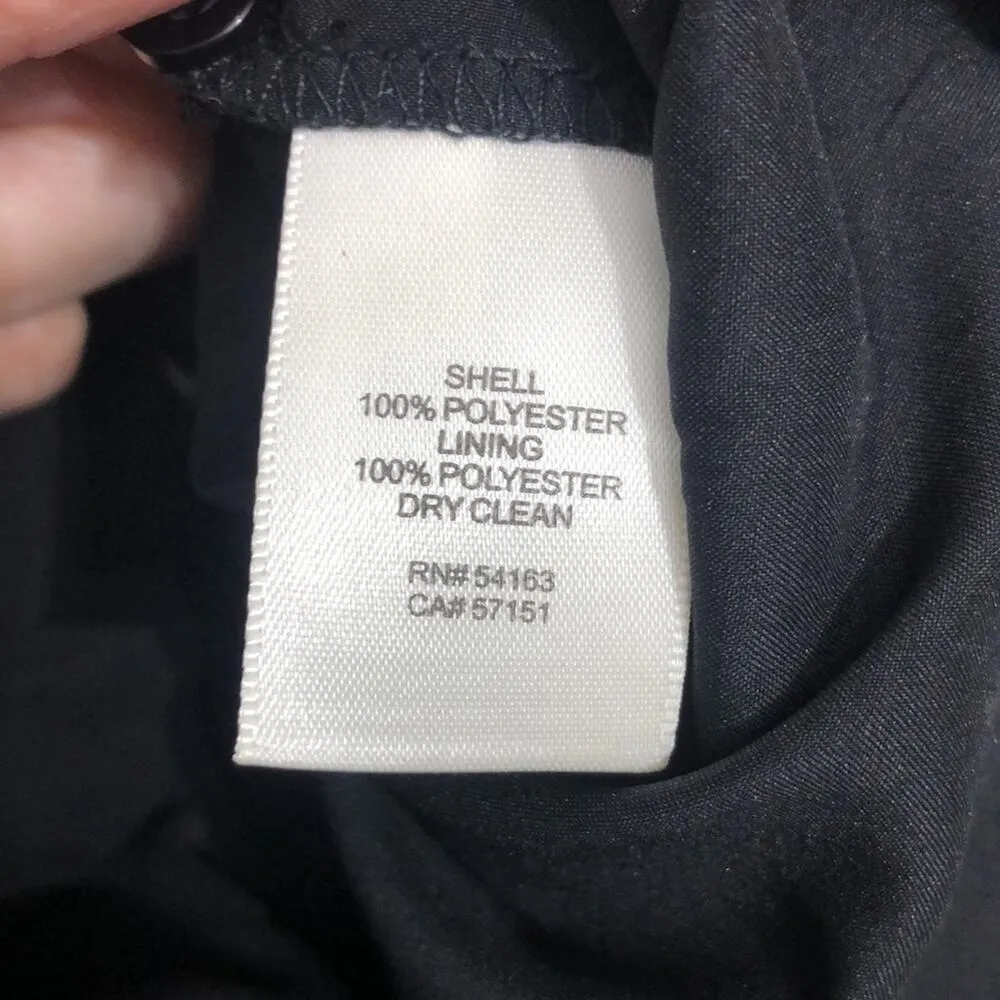 SHELL
100% POLYESTER
LINING
100% POLYESTER
DRY CLEAN
RN# 54163
CA# 57151